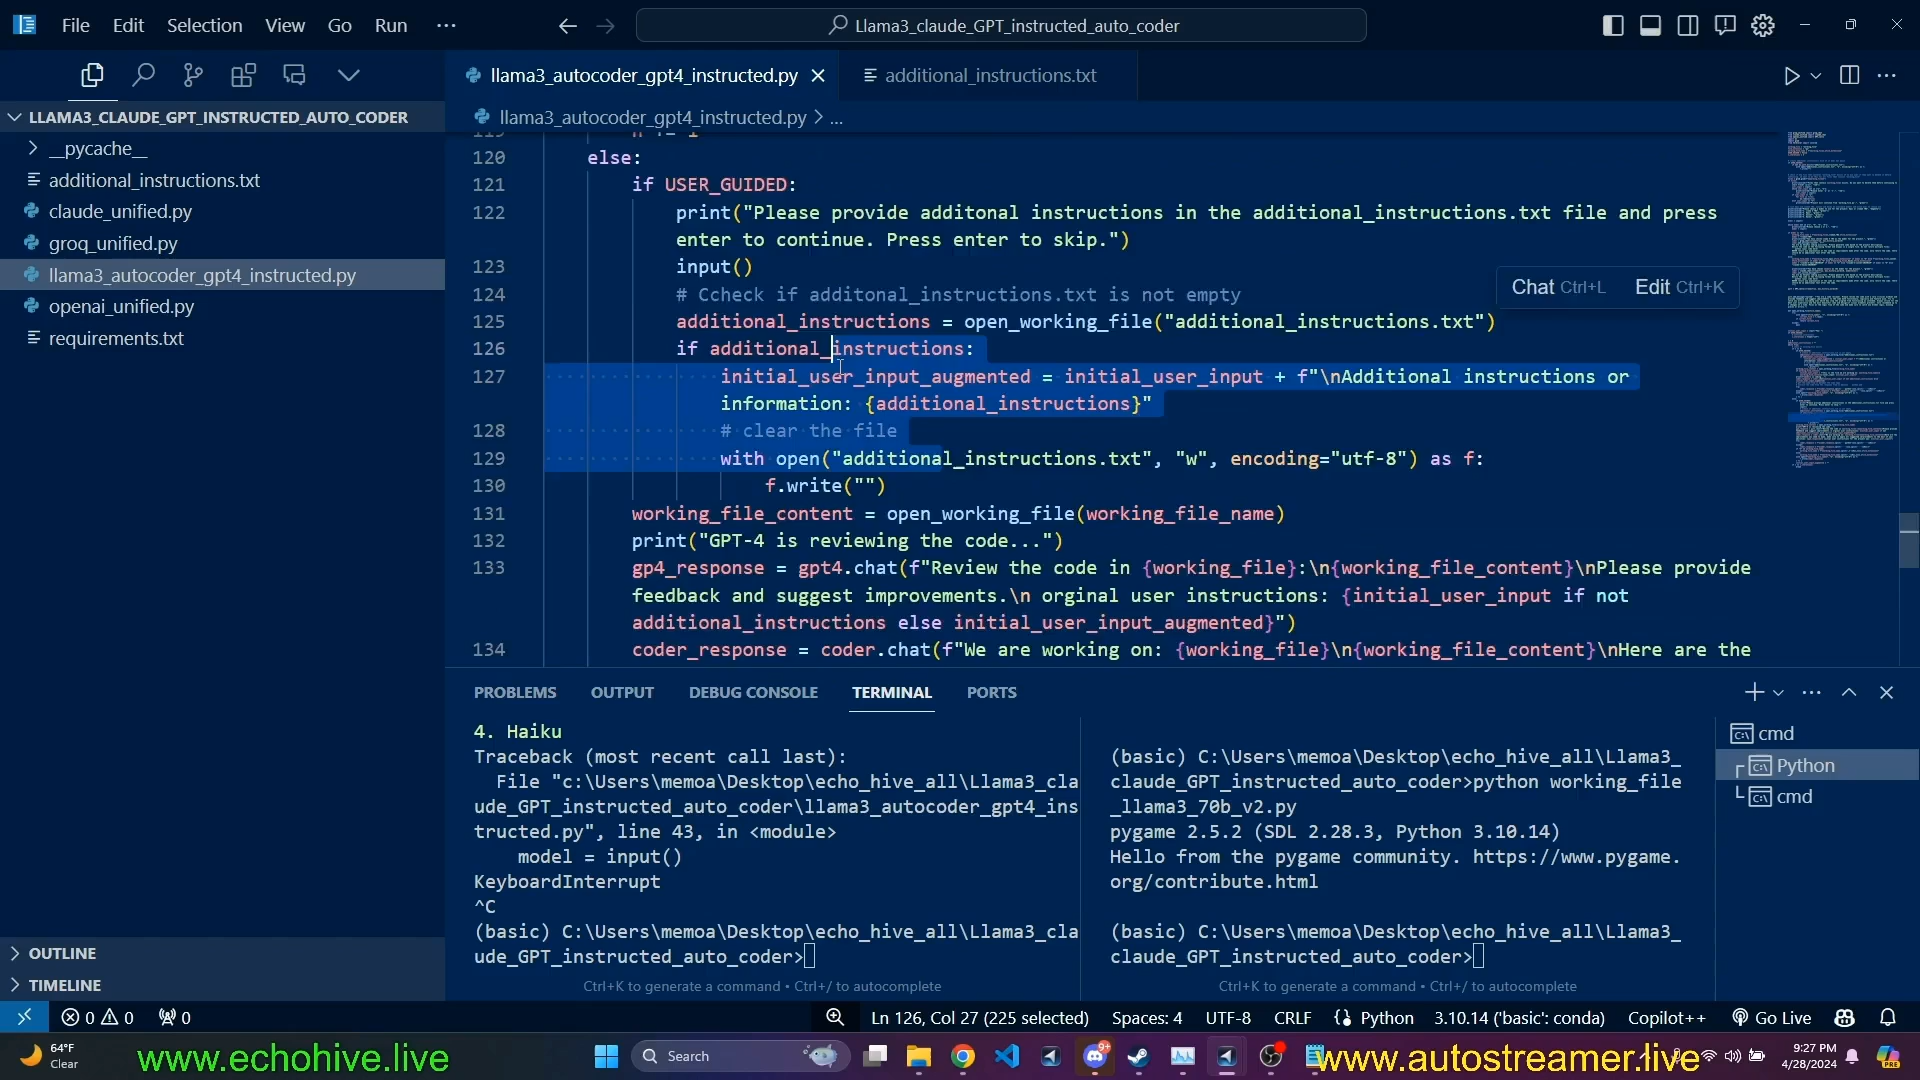 File Edit Selection View Go Run ...
Llama3_claude_GPT_instructed_auto_coder
llama3_autocoder_gpt4_instructed.py
additional_instructions.txt
LLAMA3_CLAUDE_GPT_INSTRUCTED_AUTO_CODER
__pycache__
additional_instructions.txt
claude_unified.py
groq_unified.py
llama3_autocoder_gpt4_instructed.py
openai_unified.py
requirements.txt
OUTLINE
TIMELINE
llama3_autocoder_gpt4_instructed.py > ...
120 else:
121 if USER_GUIDED:
122 print("Please provide additonal instructions in the additional_instructions.txt file and press
enter to continue. Press enter to skip.")
123 input()
124 # Ccheck if additonal_instructions.txt is not empty
125 additional_instructions = open_working_file("additional_instructions.txt")
126 if additional_instructions:
127 initial_user_input_augmented = initial_user_input + f"\nAdditional instructions or
information: {additional_instructions}"
128 # clear the file
129 with open("additional_instructions.txt", "w", encoding="utf-8") as f:
130 f.write("")
131 working_file_content = open_working_file(working_file_name)
132 print("GPT-4 is reviewing the code...")
133 gp4_response = gpt4.chat(f"Review the code in {working_file}:\n{working_file_content}\nPlease provide
feedback and suggest improvements.\n orginal user instructions: {initial_user_input if not
additional_instructions else initial_user_input_augmented}")
134 coder_response = coder.chat(f"We are working on: {working_file}\n{working_file_content}\nHere are the
Chat Ctrl+L Edit Ctrl+K
PROBLEMS OUTPUT DEBUG CONSOLE TERMINAL PORTS
4. Haiku
Traceback (most recent call last):
File "c:\Users\memoa\Desktop\echo_hive_all\Llama3_cla
ude_GPT_instructed_auto_coder\llama3_autocoder_gpt4_ins
tructed.py", line 43, in <module>
model = input()
KeyboardInterrupt
^C
(basic) C:\Users\memoa\Desktop\echo_hive_all\Llama3_cla
ude_GPT_instructed_auto_coder>
Ctrl+K to generate a command • Ctrl+/ to autocomplete
(basic) C:\Users\memoa\Desktop\echo_hive_all\Llama3_
claude_GPT_instructed_auto_coder>python working_file
_llama3_70b_v2.py
pygame 2.5.2 (SDL 2.28.3, Python 3.10.14)
Hello from the pygame community. https://www.pygame.
org/contribute.html
(basic) C:\Users\memoa\Desktop\echo_hive_all\Llama3_
claude_GPT_instructed_auto_coder>
Ctrl+K to generate a command • Ctrl+/ to autocomplete
cmd
Python
cmd
0 0 0 Ln 126, Col 27 (225 selected) Spaces: 4 UTF-8 CRLF Python 3.10.14 ('basic': conda) Copilot++ Go Live
64°F
Clear
www.echohive.live
Search
www.autostreamer.live
9:27 PM
4/28/2024